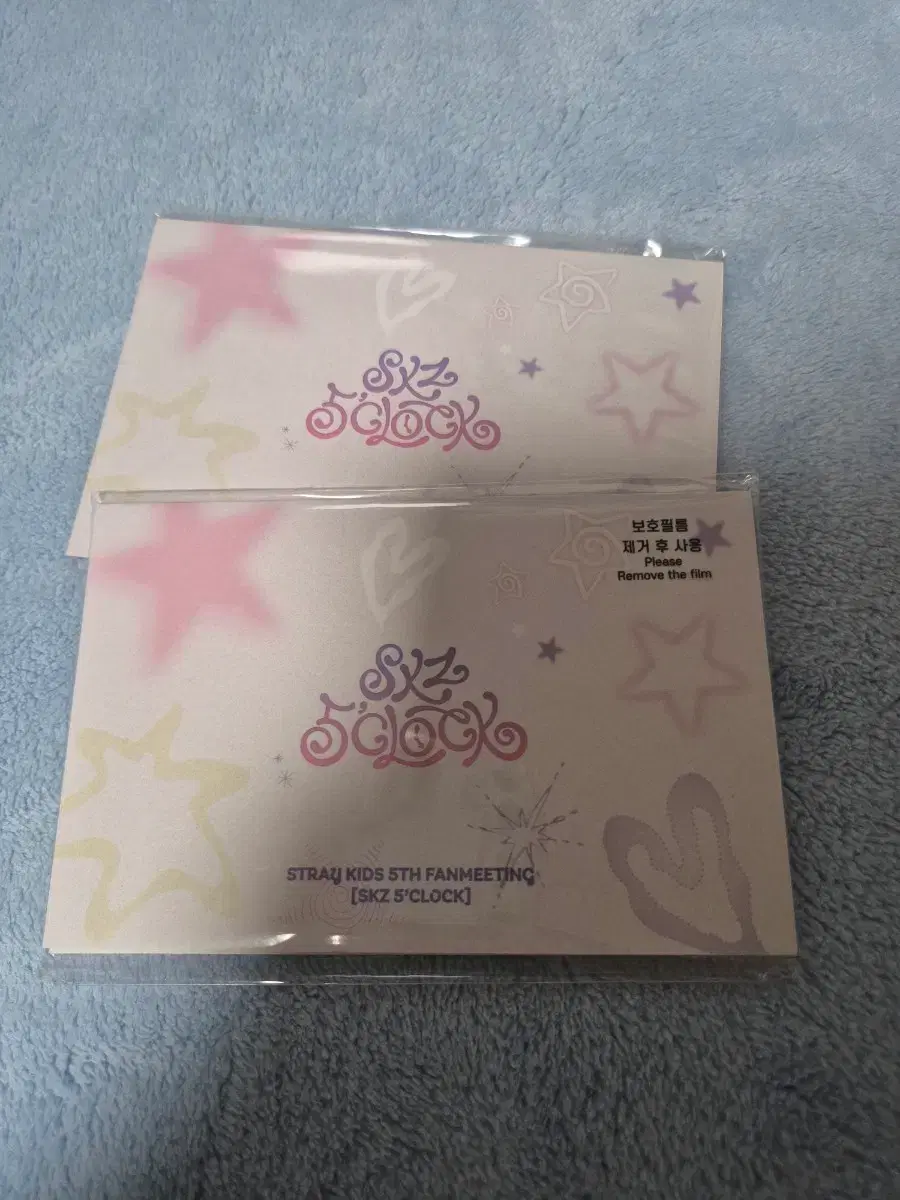 SKZ
5'CLOCK
보호필름
제거 후 사용
Please
Remove the film
SKZ
5'CLOCK
STRAY KIDS 5TH FANMEETING
[SKZ 5'CLOCK]